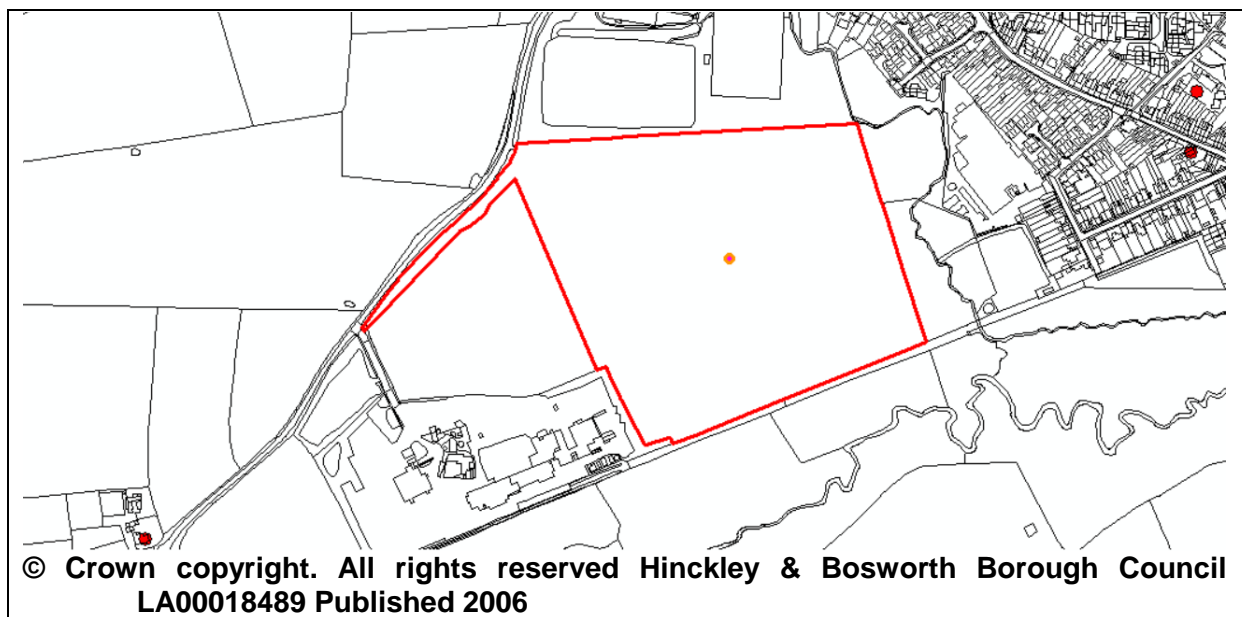 © Crown copyright. All rights reserved Hinckley & Bosworth Borough Council
LA00018489 Published 2006